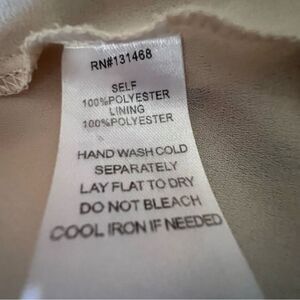 RN#131468
SELF
100%POLYESTER
LINING
100%POLYESTER
HAND WASH COLD
SEPARATELY
LAY FLAT TO DRY
DO NOT BLEACH
COOL IRON IF NEEDED